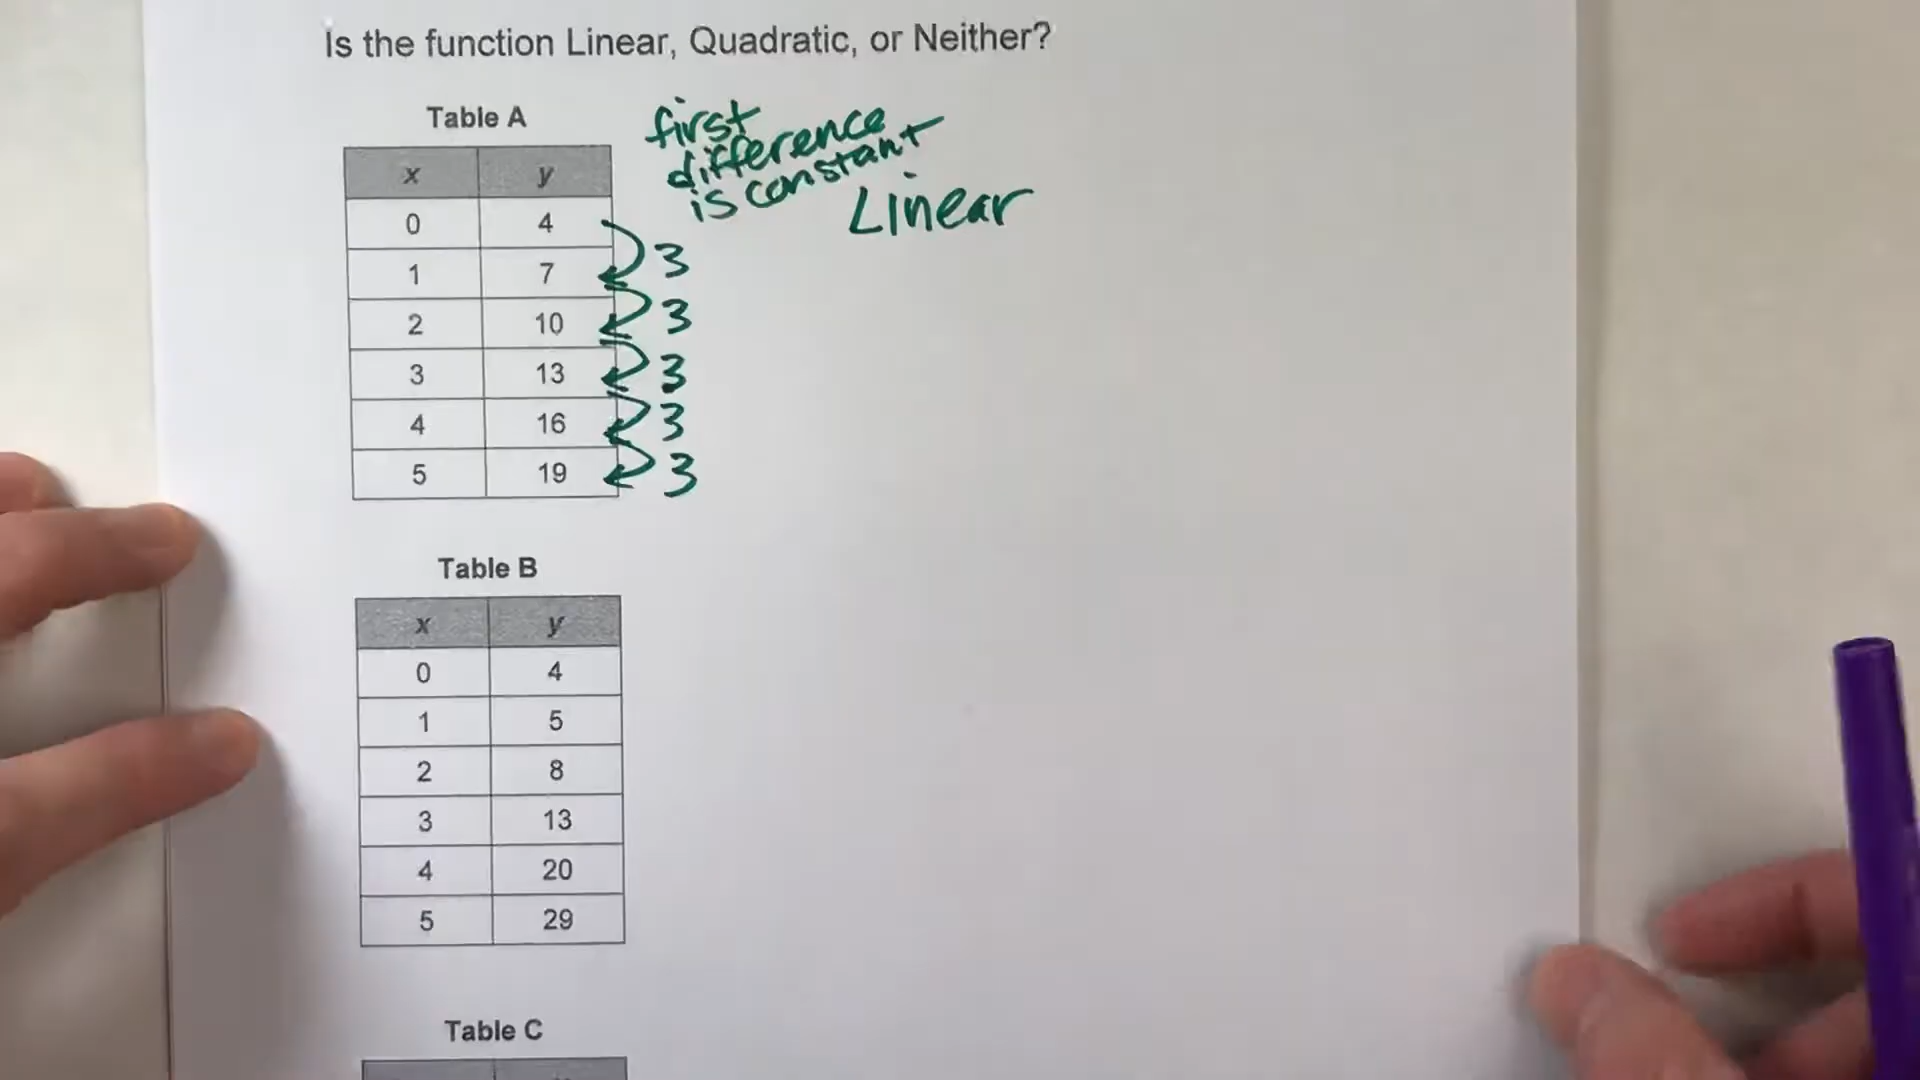 Is the function Linear, Quadratic, or Neither?
Table A
x y
0 4
1 7
2 10
3 13
4 16
5 19
first
difference
is constant
Linear
3
3
3
3
3
Table B
x y
0 4
1 5
2 8
3 13
4 20
5 29
Table C